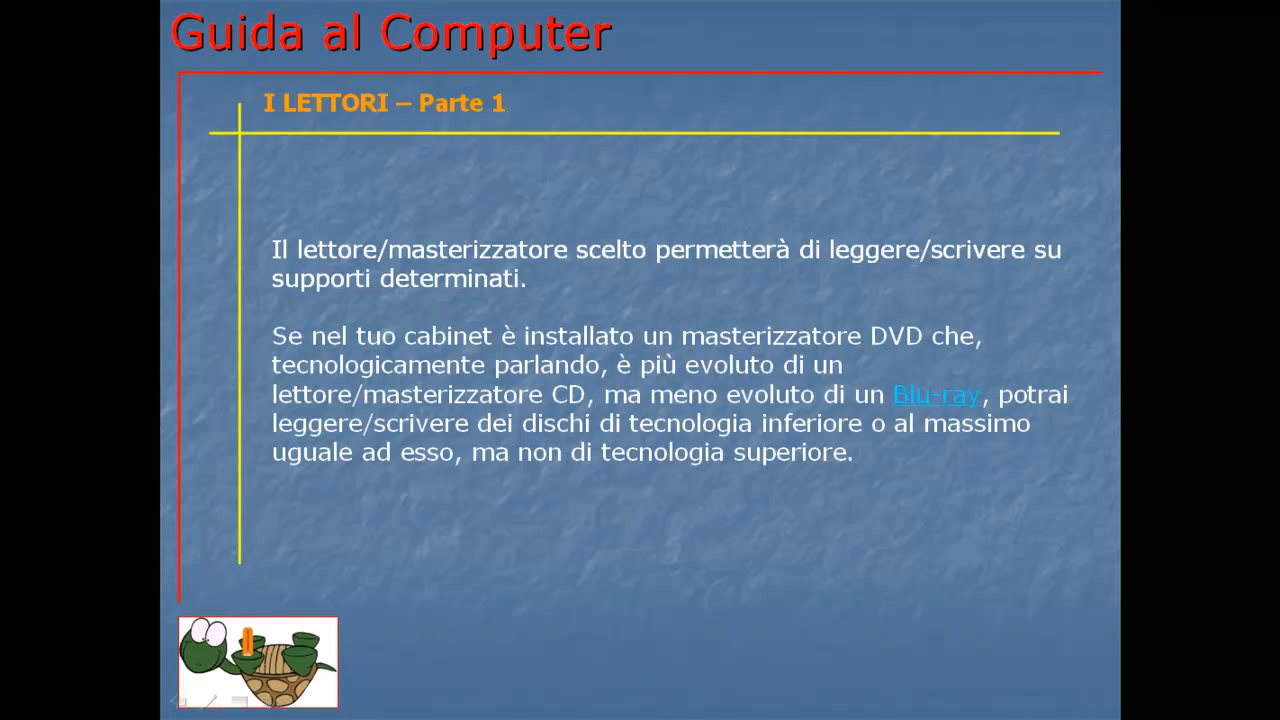 Guida al Computer
I LETTORI – Parte 1
Il lettore/masterizzatore scelto permetterà di leggere/scrivere su
supporti determinati.
Se nel tuo cabinet è installato un masterizzatore DVD che,
tecnologicamente parlando, è più evoluto di un
lettore/masterizzatore CD, ma meno evoluto di un Blu-ray, potrai
leggere/scrivere dei dischi di tecnologia inferiore o al massimo
uguale ad esso, ma non di tecnologia superiore.